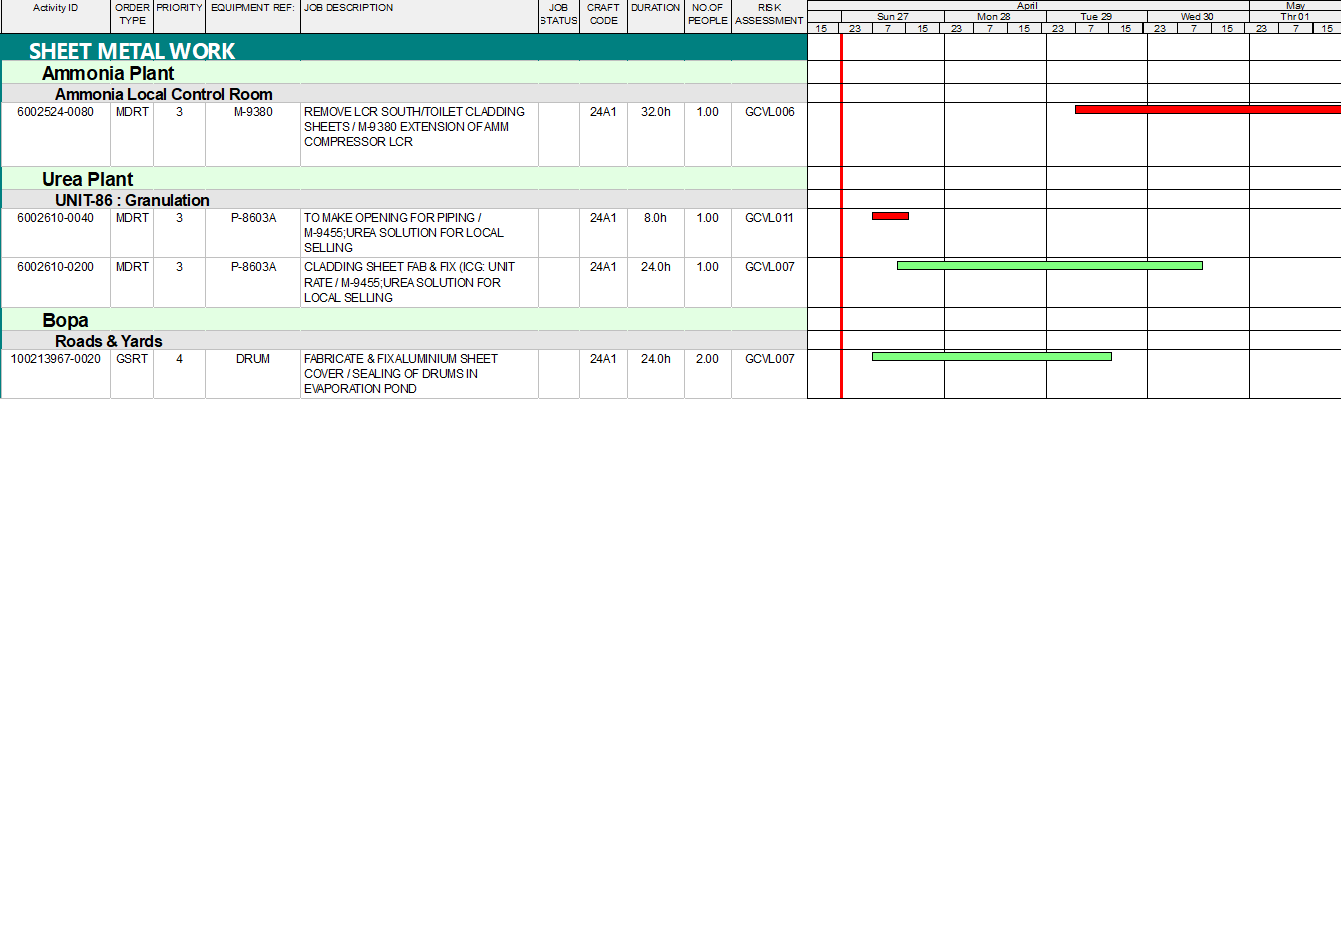 Activity ID ORDER TYPE PRIORITY EQUIPMENT REF: JOB DESCRIPTION JOB STATUS CRAFT CODE DURATION NO.OF PEOPLE RISK ASSESSMENT
April May
Sun 27 Mon 28 Tue 29 Wed 30 Thr 01
15 23 7 15 23 7 15 23 7 15 23 7 15 23 7 15
SHEET METAL WORK
Ammonia Plant
Ammonia Local Control Room
6002524-0080 MDRT 3 M-9380 REMOVE LCR SOUTH/TOILET CLADDING 24A1 32.0h 1.00 GCVL006
SHEETS / M-9380 EXTENSION OF AMM
COMPRESSOR LCR
Urea Plant
UNIT-86 : Granulation
6002610-0040 MDRT 3 P-8603A TO MAKE OPENING FOR PIPING / 24A1 8.0h 1.00 GCVL011
M-9455;UREA SOLUTION FOR LOCAL
SELLING
6002610-0200 MDRT 3 P-8603A CLADDING SHEET FAB & FIX (ICG: UNIT 24A1 24.0h 1.00 GCVL007
RATE / M-9455;UREA SOLUTION FOR
LOCAL SELLING
Bopa
Roads & Yards
100213967-0020 GSRT 4 DRUM FABRICATE & FIX ALUMINIUM SHEET 24A1 24.0h 2.00 GCVL007
COVER / SEALING OF DRUMS IN
EVAPORATION POND